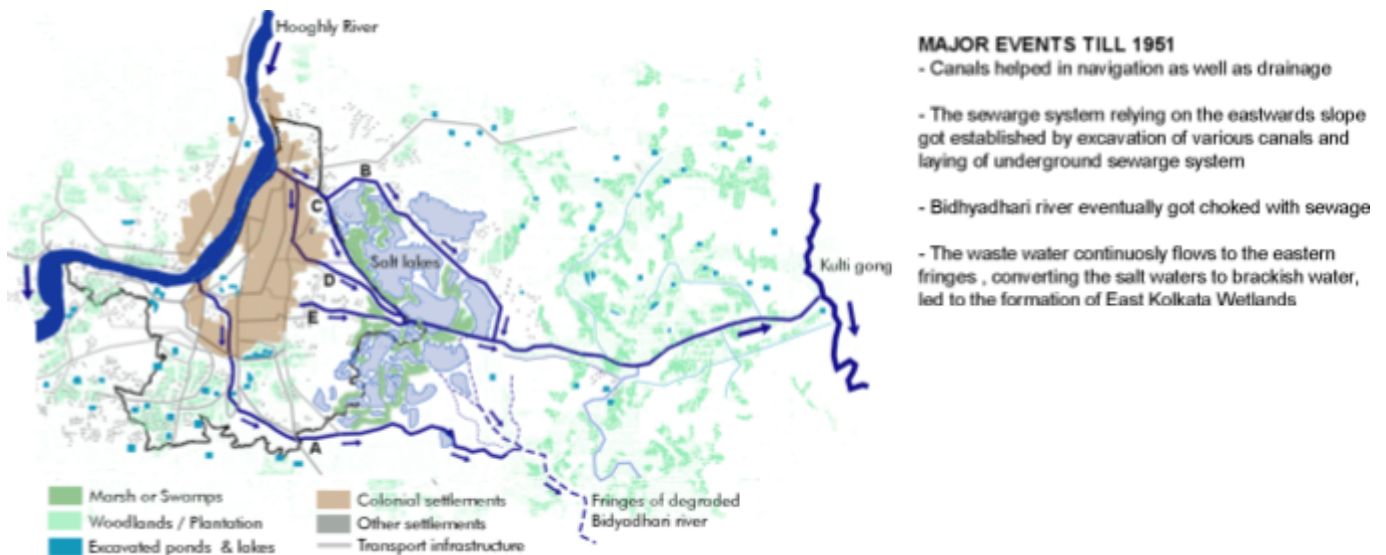 Hooghly River
B
C
Salt lakes
D
E
A
Kulti gong
Fringes of degraded
Bidyadhari river
Marsh or Swamps
Woodlands / Plantation
Excavated ponds & lakes
Colonial settlements
Other settlements
Transport infrastructure
MAJOR EVENTS TILL 1951
- Canals helped in navigation as well as drainage
- The sewarge system relying on the eastwards slope
got established by excavation of various canals and
laying of underground sewarge system
- Bidhyadhari river eventually got choked with sewage
- The waste water continuosly flows to the eastern
fringes , converting the salt waters to brackish water,
led to the formation of East Kolkata Wetlands